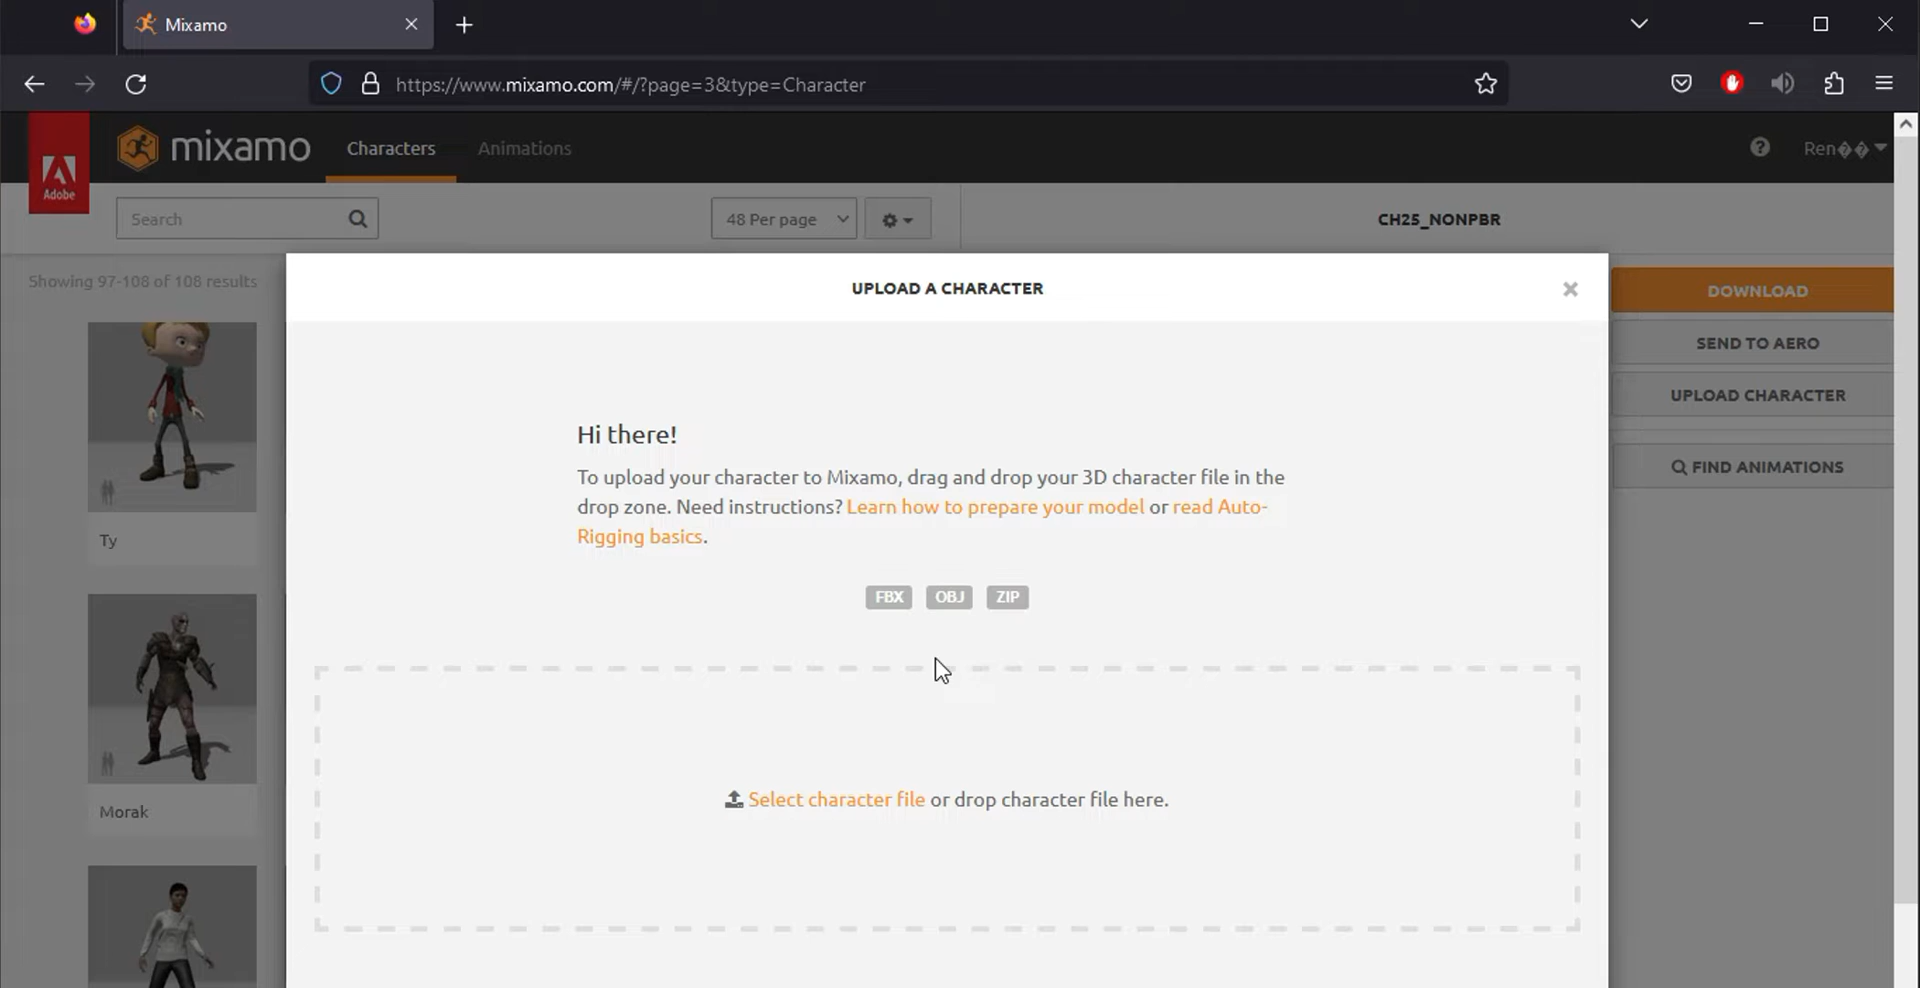 Mixamo
https://www.mixamo.com/#/?page=3&type=Character
Adobe
mixamo
Characters
Animations
Ren��
Search
48 Per page
CH25_NONPBR
Showing 97-108 of 108 results
UPLOAD A CHARACTER
DOWNLOAD
SEND TO AERO
UPLOAD CHARACTER
FIND ANIMATIONS
Hi there!
To upload your character to Mixamo, drag and drop your 3D character file in the
drop zone. Need instructions? Learn how to prepare your model or read Auto-
Rigging basics.
FBX OBJ ZIP
Select character file or drop character file here.
Ty
Morak